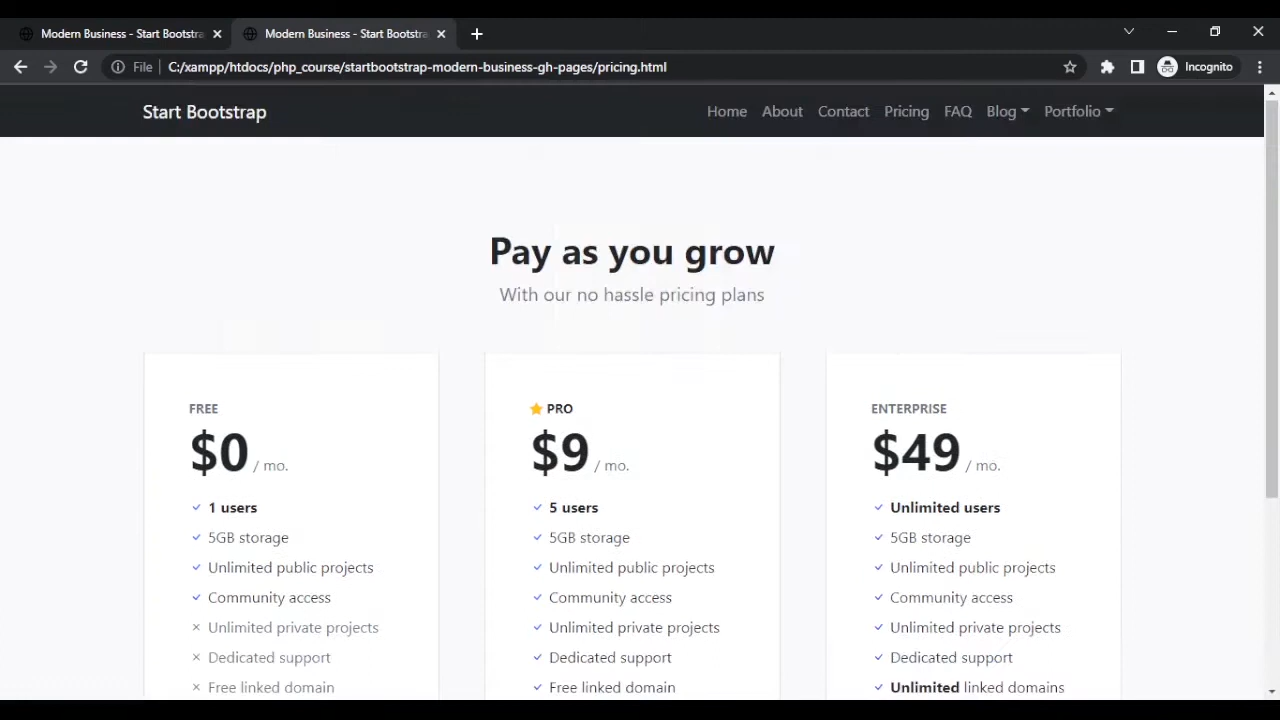 Modern Business - Start Bootstra
Modern Business - Start Bootstra
File C:/xampp/htdocs/php_course/startbootstrap-modern-business-gh-pages/pricing.html Incognito
Start Bootstrap Home About Contact Pricing FAQ Blog Portfolio
Pay as you grow
With our no hassle pricing plans
FREE
$0 / mo.
1 users
5GB storage
Unlimited public projects
Community access
Unlimited private projects
Dedicated support
Free linked domain
PRO
$9 / mo.
5 users
5GB storage
Unlimited public projects
Community access
Unlimited private projects
Dedicated support
Free linked domain
ENTERPRISE
$49 / mo.
Unlimited users
5GB storage
Unlimited public projects
Community access
Unlimited private projects
Dedicated support
Unlimited linked domains